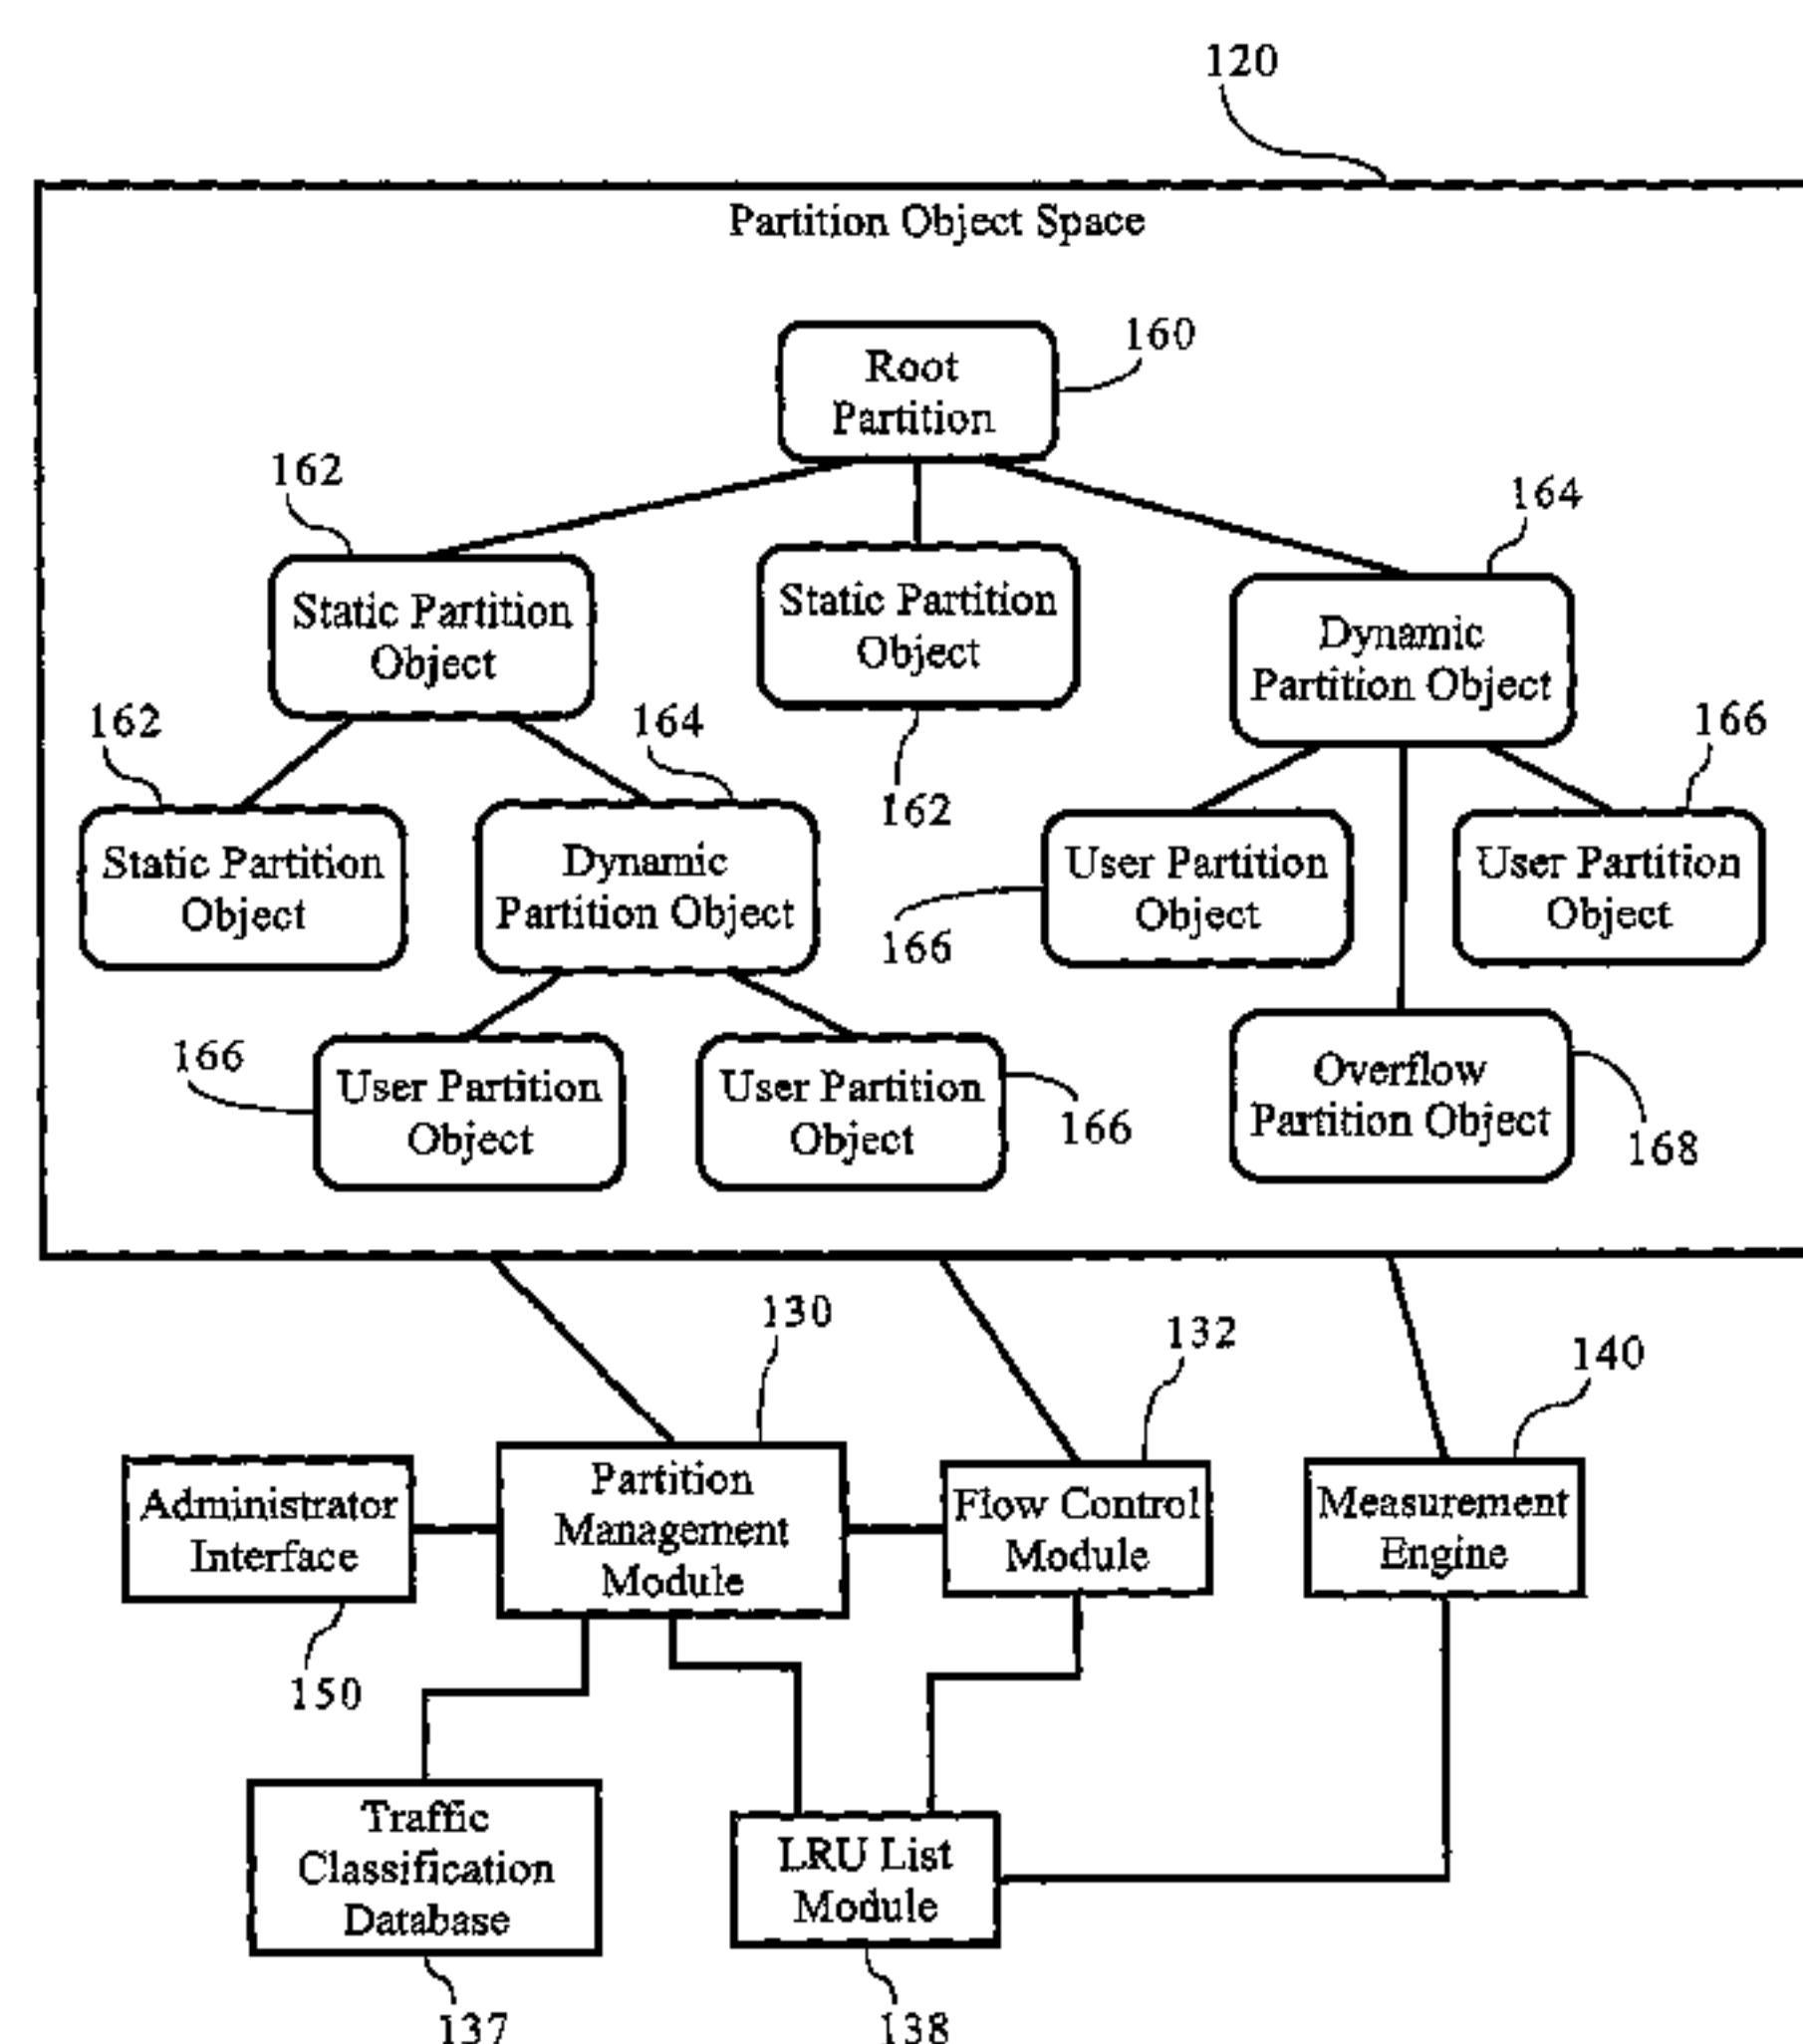 120
Partition Object Space
160
Root
Partition
162
164
Static Partition
Object
Static Partition
Object
Dynamic
Partition Object
162
164
162
166
Static Partition
Object
Dynamic
Partition Object
User Partition
Object
User Partition
Object
166
166
User Partition
Object
User Partition
Object
166
Overflow
Partition Object
168
130
132
140
Administrator
Interface
Partition
Management
Module
Flow Control
Module
Measurement
Engine
150
Traffic
Classification
Database
LRU List
Module
137
138